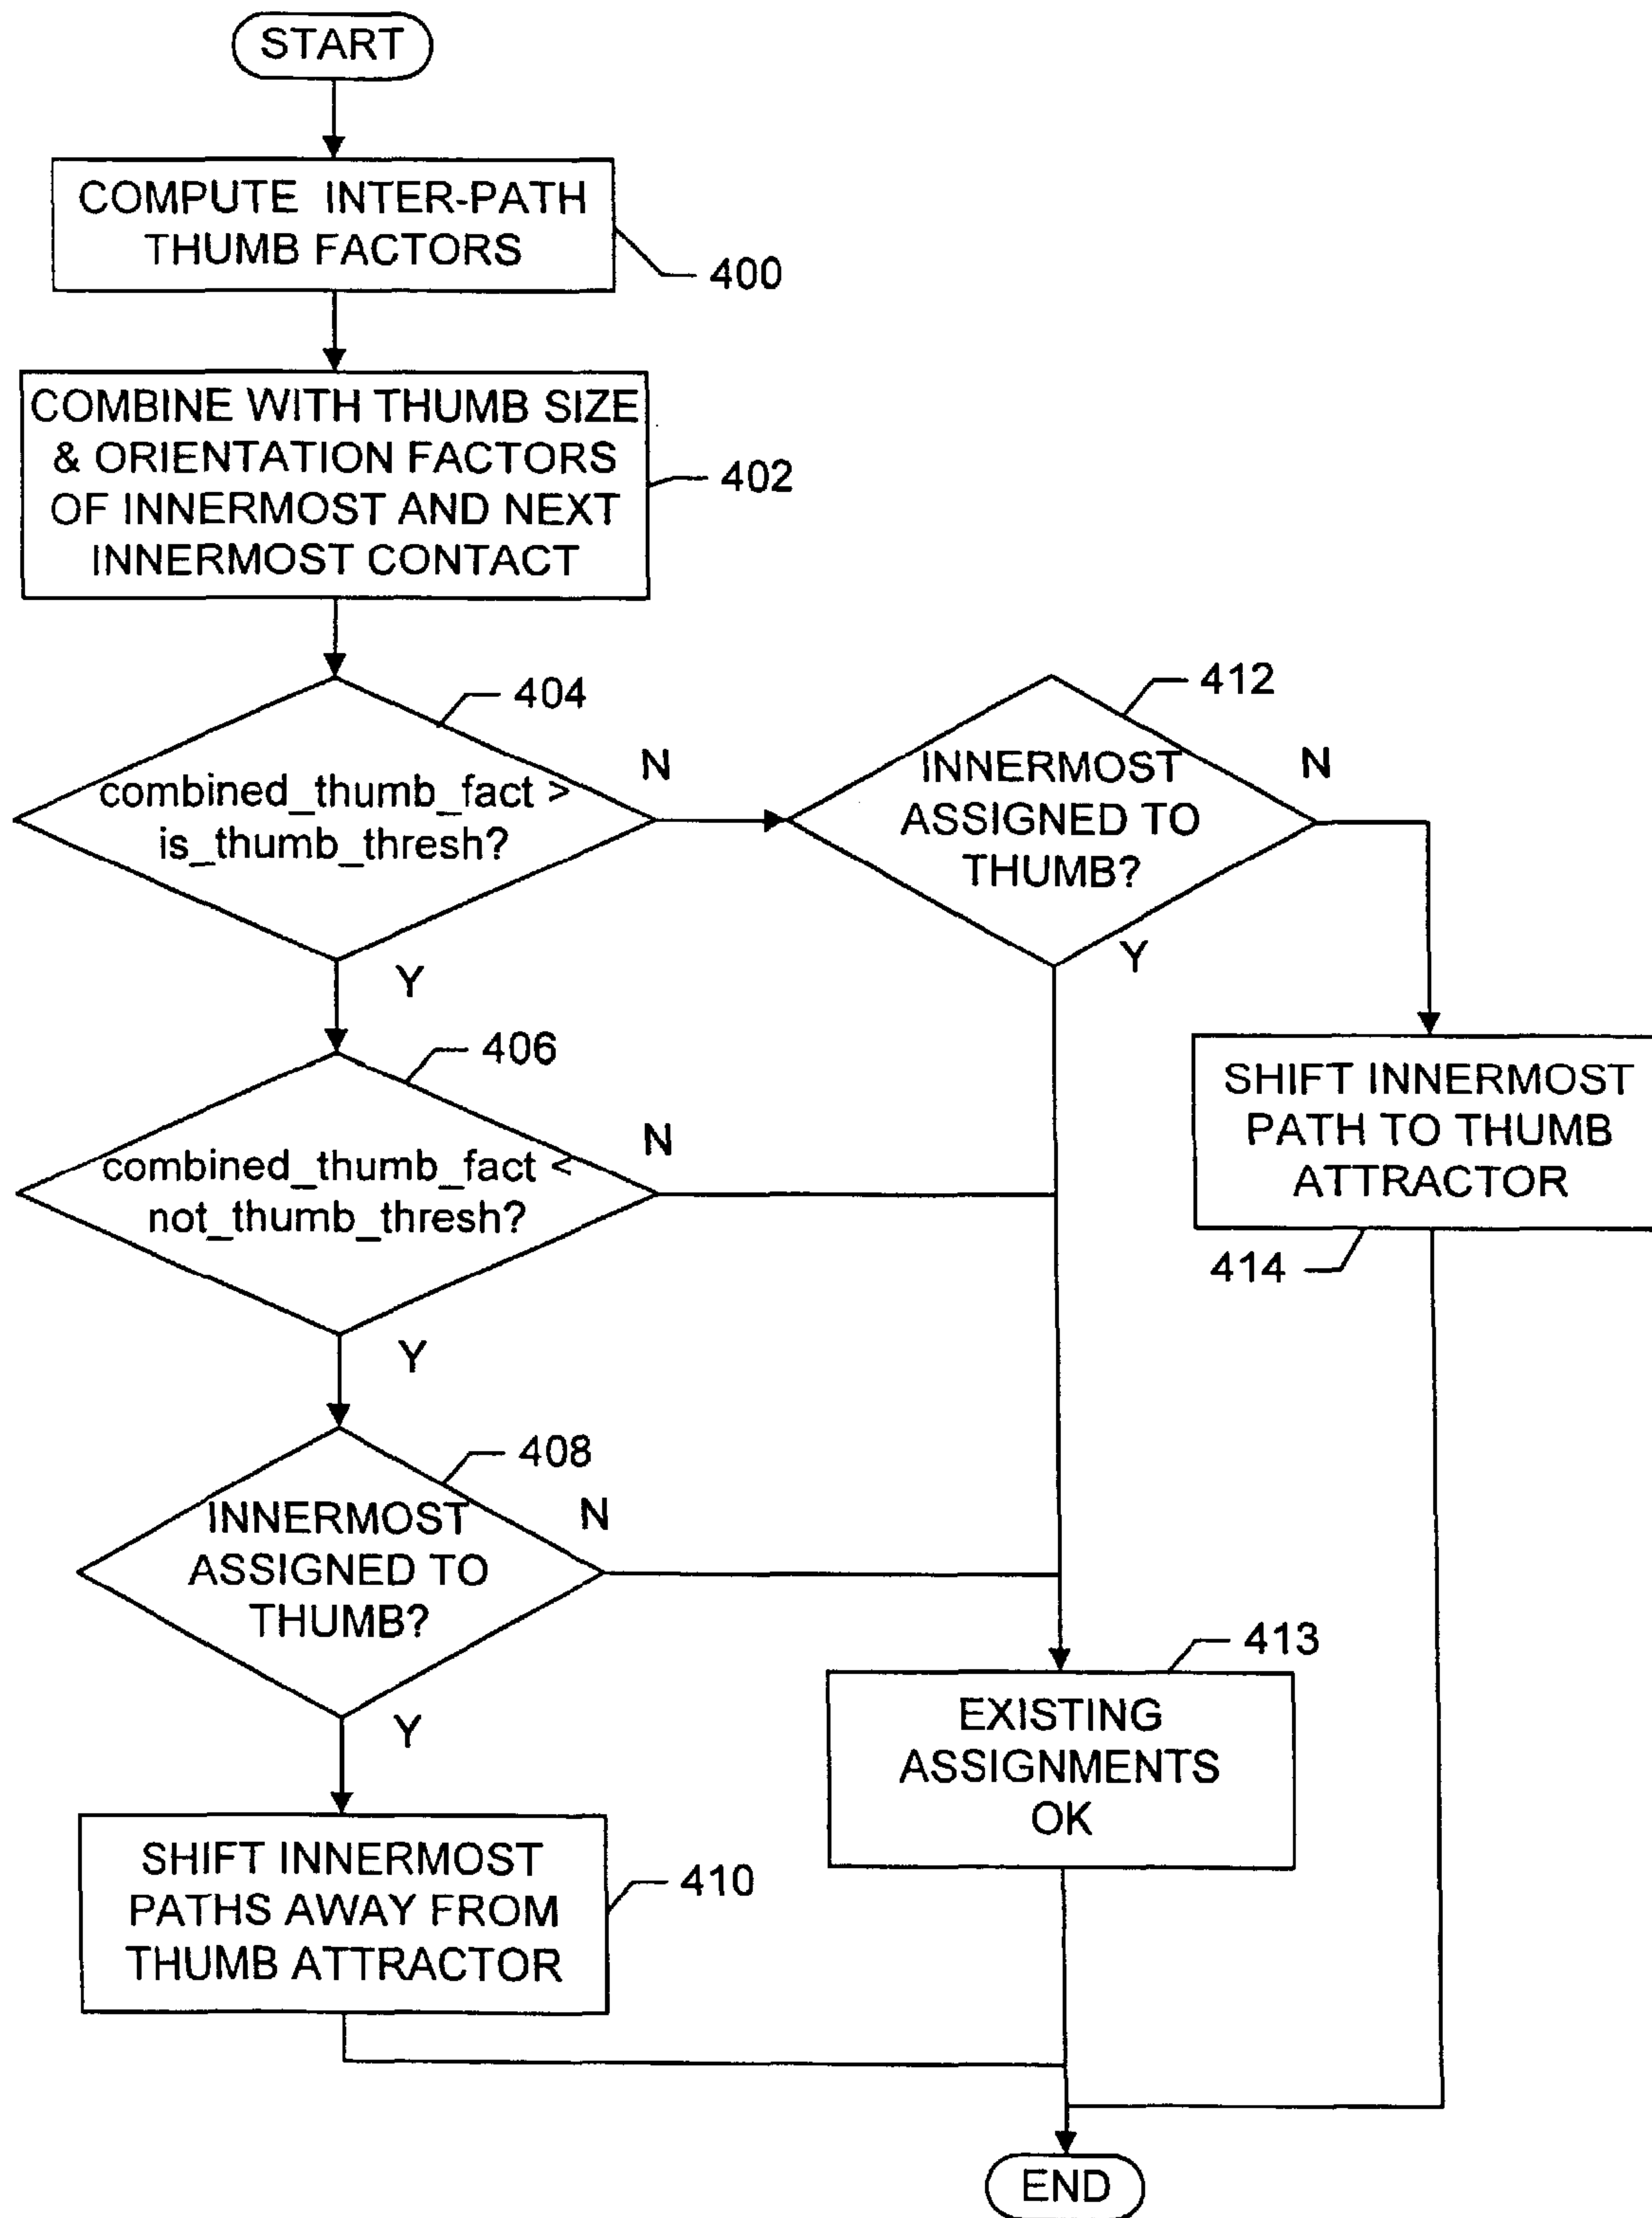 START
COMPUTE INTER-PATH
THUMB FACTORS
400
COMBINE WITH THUMB SIZE
& ORIENTATION FACTORS
OF INNERMOST AND NEXT
INNERMOST CONTACT
402
404
combined_thumb_fact >
is_thumb_thresh?
N
Y
412
INNERMOST
ASSIGNED TO
THUMB?
N
Y
406
combined_thumb_fact <
not_thumb_thresh?
N
Y
SHIFT INNERMOST
PATH TO THUMB
ATTRACTOR
414
408
INNERMOST
ASSIGNED TO
THUMB?
N
Y
413
EXISTING
ASSIGNMENTS
OK
SHIFT INNERMOST
PATHS AWAY FROM
THUMB ATTRACTOR
410
END